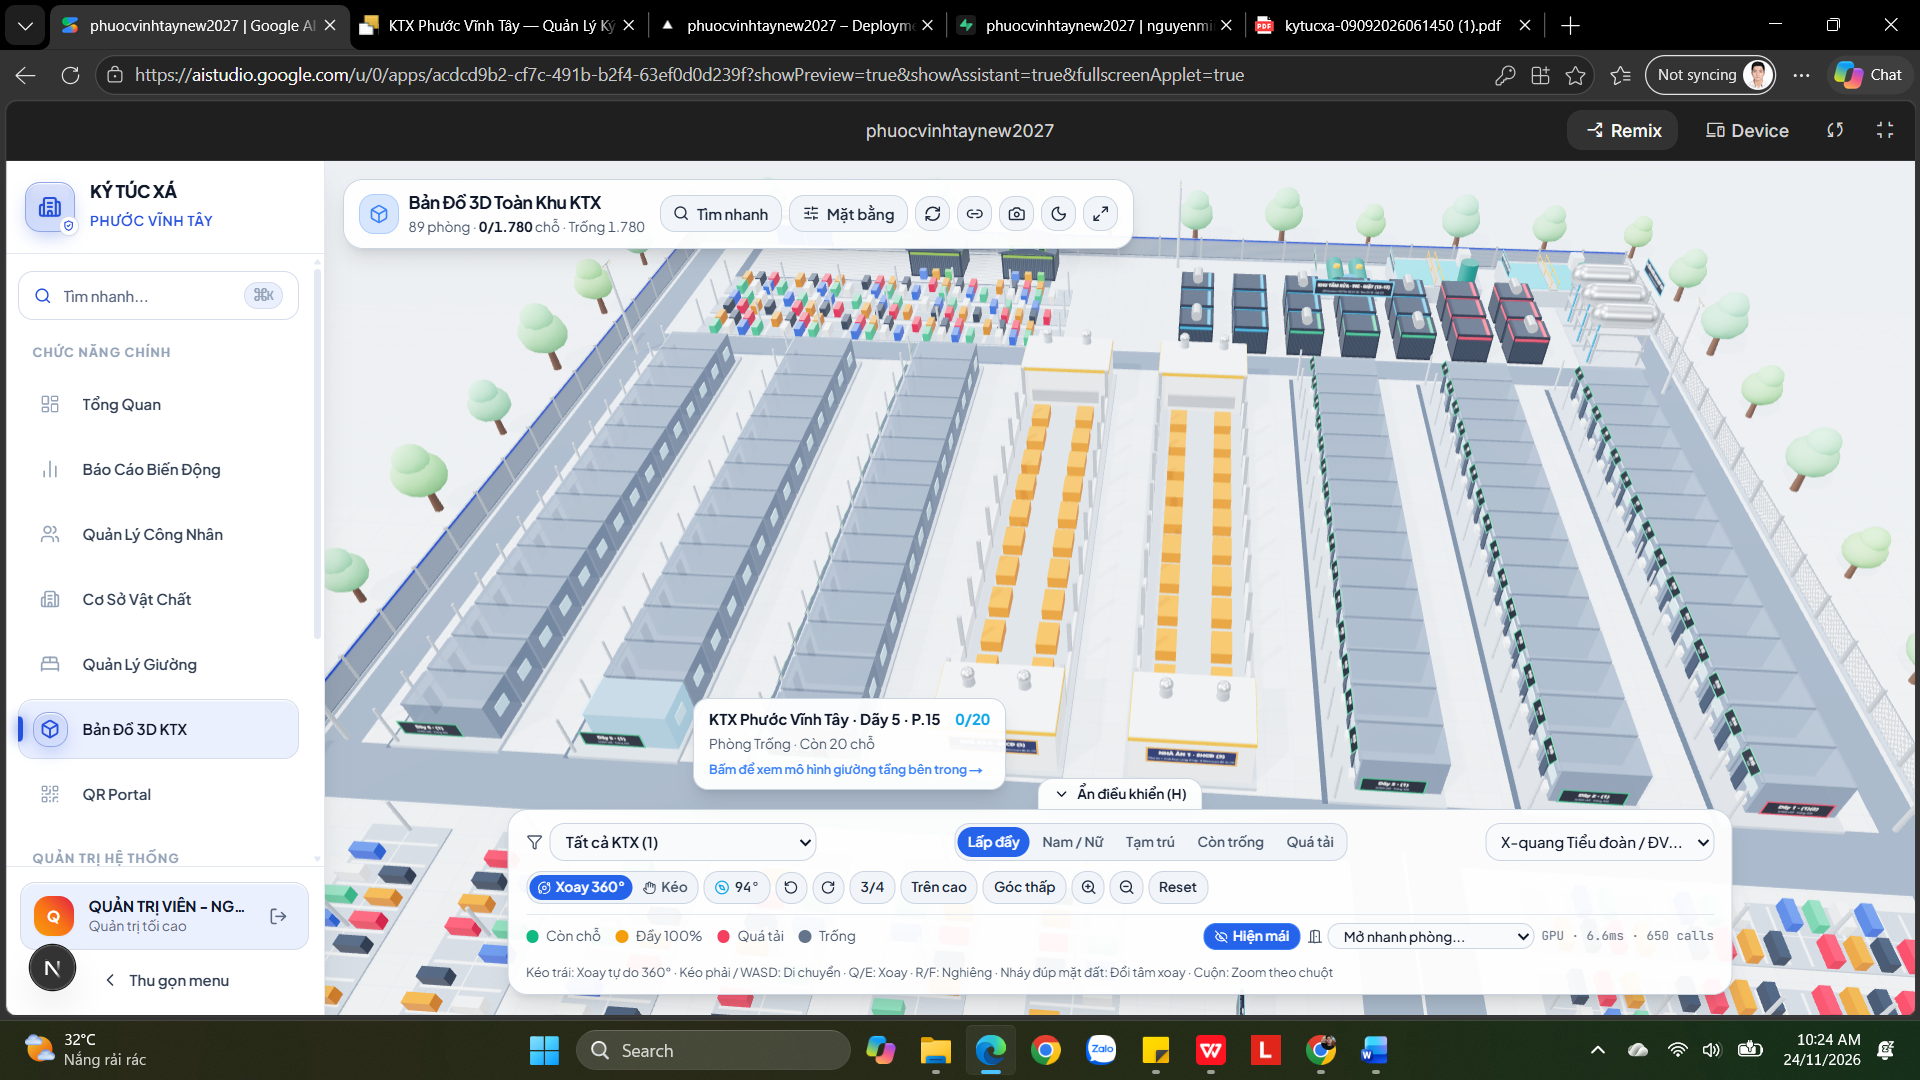 phuocvinhtaynew2027 | Google AI
KTX Phước Vĩnh Tây — Quản Lý Ký
phuocvinhtaynew2027 – Deployme
phuocvinhtaynew2027 | nguyenmi
kytucxa-09092026061450 (1).pdf
https://aistudio.google.com/u/0/apps/acdcd9b2-cf7c-491b-b2f4-63ef0d0d239f?showPreview=true&showAssistant=true&fullscreenApplet=true
Not syncing
Chat
phuocvinhtaynew2027
Remix
Device
KÝ TÚC XÁ
PHƯỚC VĨNH TÂY
Tìm nhanh...
⌘K
CHỨC NĂNG CHÍNH
Tổng Quan
Báo Cáo Biến Động
Quản Lý Công Nhân
Cơ Sở Vật Chất
Quản Lý Giường
Bản Đồ 3D KTX
QR Portal
QUẢN TRỊ HỆ THỐNG
Q
QUẢN TRỊ VIÊN - NG...
Quản trị tối cao
N
Thu gọn menu
Bản Đồ 3D Toàn Khu KTX
89 phòng · 0/1.780 chỗ · Trống 1.780
Tìm nhanh
Mặt bằng
KTX Phước Vĩnh Tây · Dãy 5 · P.15 0/20
Phòng Trống · Còn 20 chỗ
Bấm để xem mô hình giường tầng bên trong →
Ẩn điều khiển (H)
Tất cả KTX (1)
Lấp đầy
Nam / Nữ
Tạm trú
Còn trống
Quá tải
X-quang Tiểu đoàn / ĐV...
Xoay 360°
Kéo
94°
3/4
Trên cao
Góc thấp
Reset
Còn chỗ
Đầy 100%
Quá tải
Trống
Hiện mái
Mở nhanh phòng...
GPU · 6.6ms · 650 calls
Kéo trái: Xoay tự do 360° · Kéo phải / WASD: Di chuyển · Q/E: Xoay · R/F: Nghiêng · Nháy đúp mặt đất: Đổi tâm xoay · Cuộn: Zoom theo chuột
32°C
Nắng rải rác
Search
Zalo
10:24 AM
24/11/2026